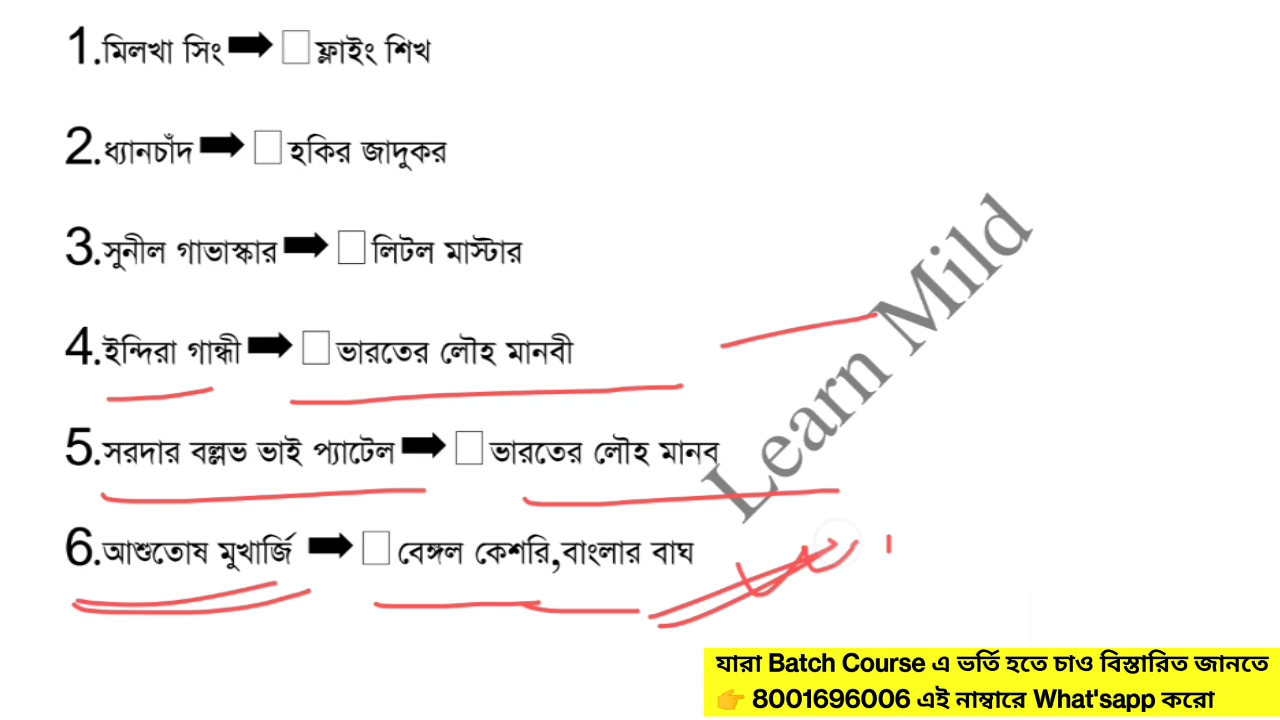 1.মিলখা সিং➡ফ্লাইং শিখ
2.ধ্যানচাঁদ➡হকির জাদুকর
3.সুনীল গাভাস্কার➡লিটল মাস্টার
4.ইন্দিরা গান্ধী➡ভারতের লৌহ মানবী
5.সরদার বল্লভ ভাই প্যাটেল➡ভারতের লৌহ মানব
6.আশুতোষ মুখার্জি ➡ বেঙ্গল কেশরি,বাংলার বাঘ
Learn Mild
যারা Batch Course এ ভর্তি হতে চাও বিস্তারিত জানতে
👉 8001696006 এই নাম্বারে What'sapp করো